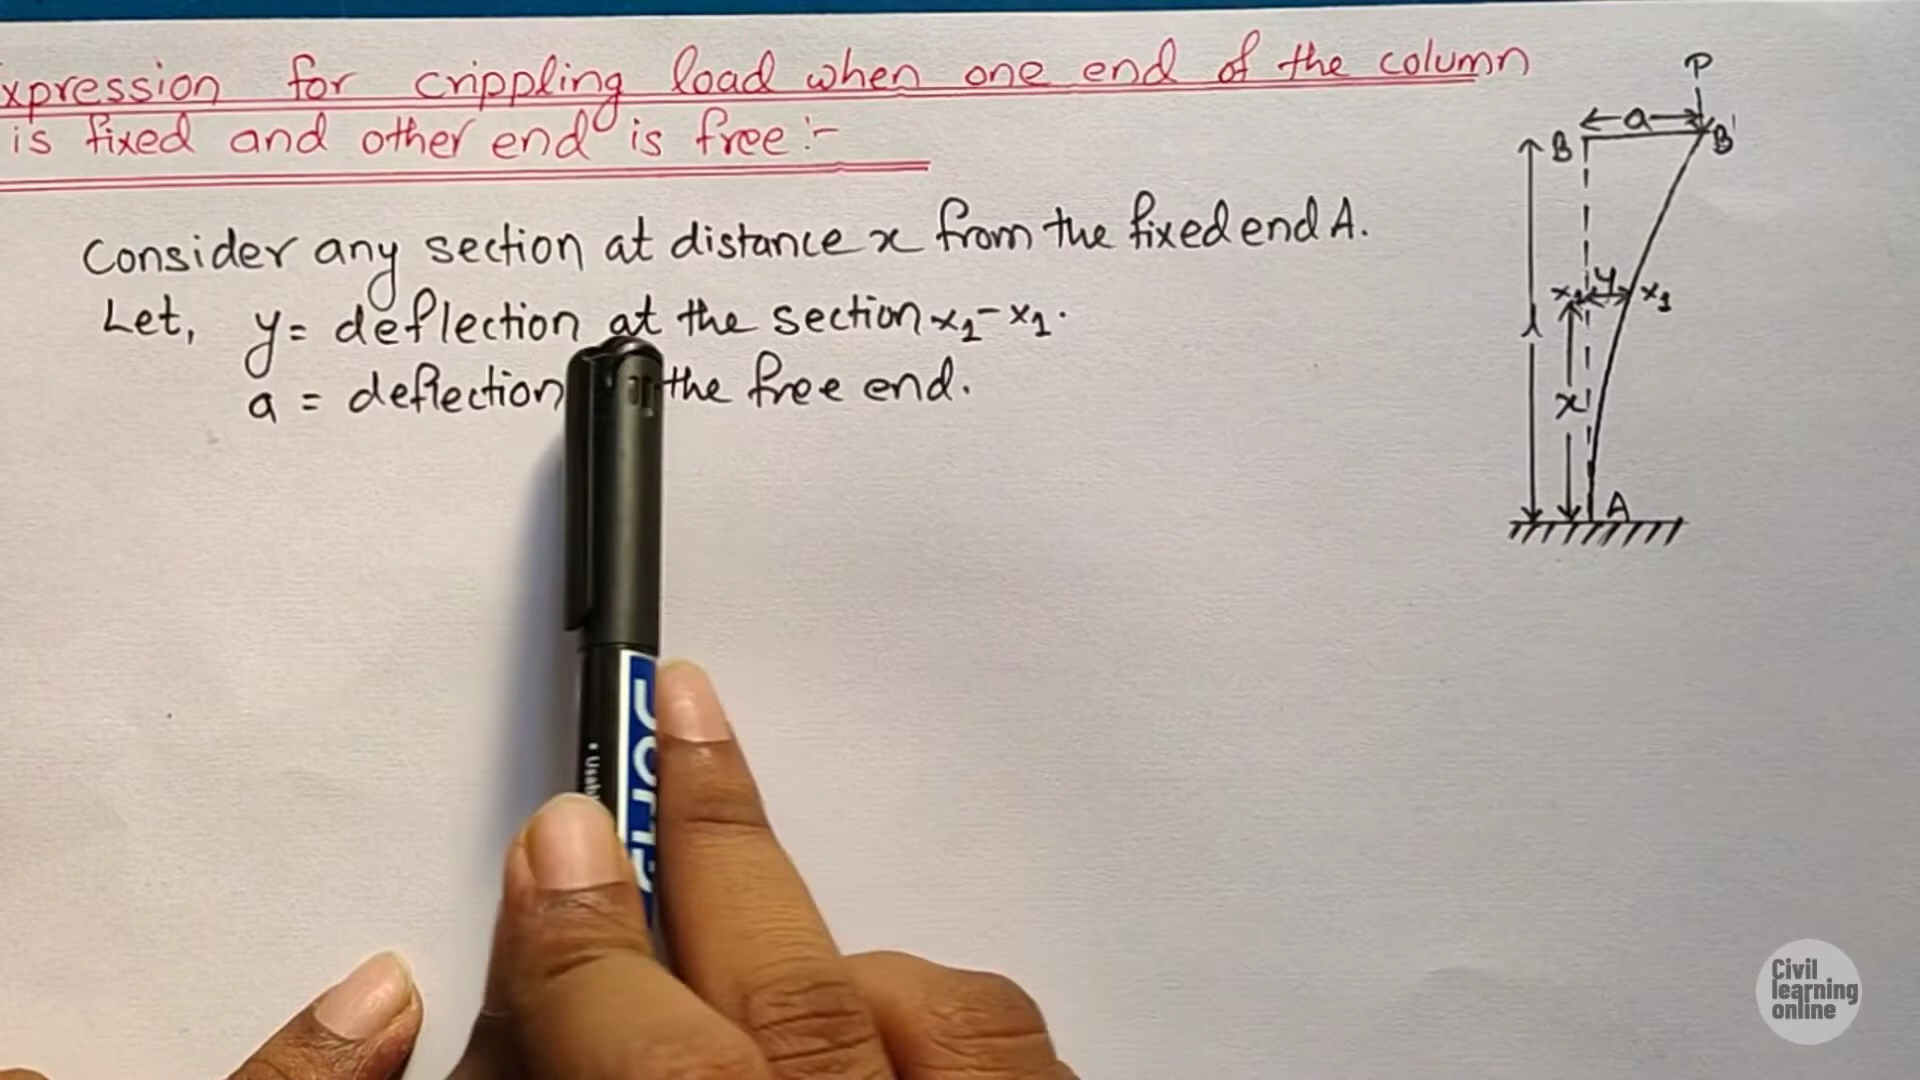 xpression for crippling load when one end of the column
is fixed and other end is free :-
Consider any section at distance x from the fixed end A.
Let, y = deflection at the section x₁-x₁.
a = deflection the free end.
P
a
B
B'
y
x₁
l
x
A
Civil
learning
online